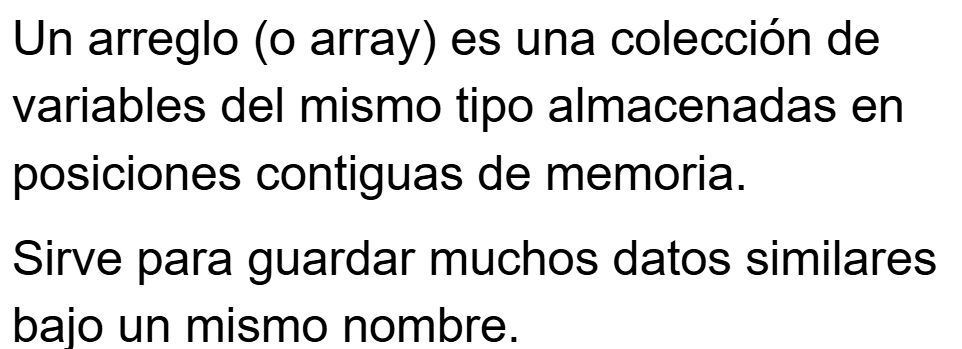 Un arreglo (o array) es una colección de
variables del mismo tipo almacenadas en
posiciones contiguas de memoria.
Sirve para guardar muchos datos similares
bajo un mismo nombre.